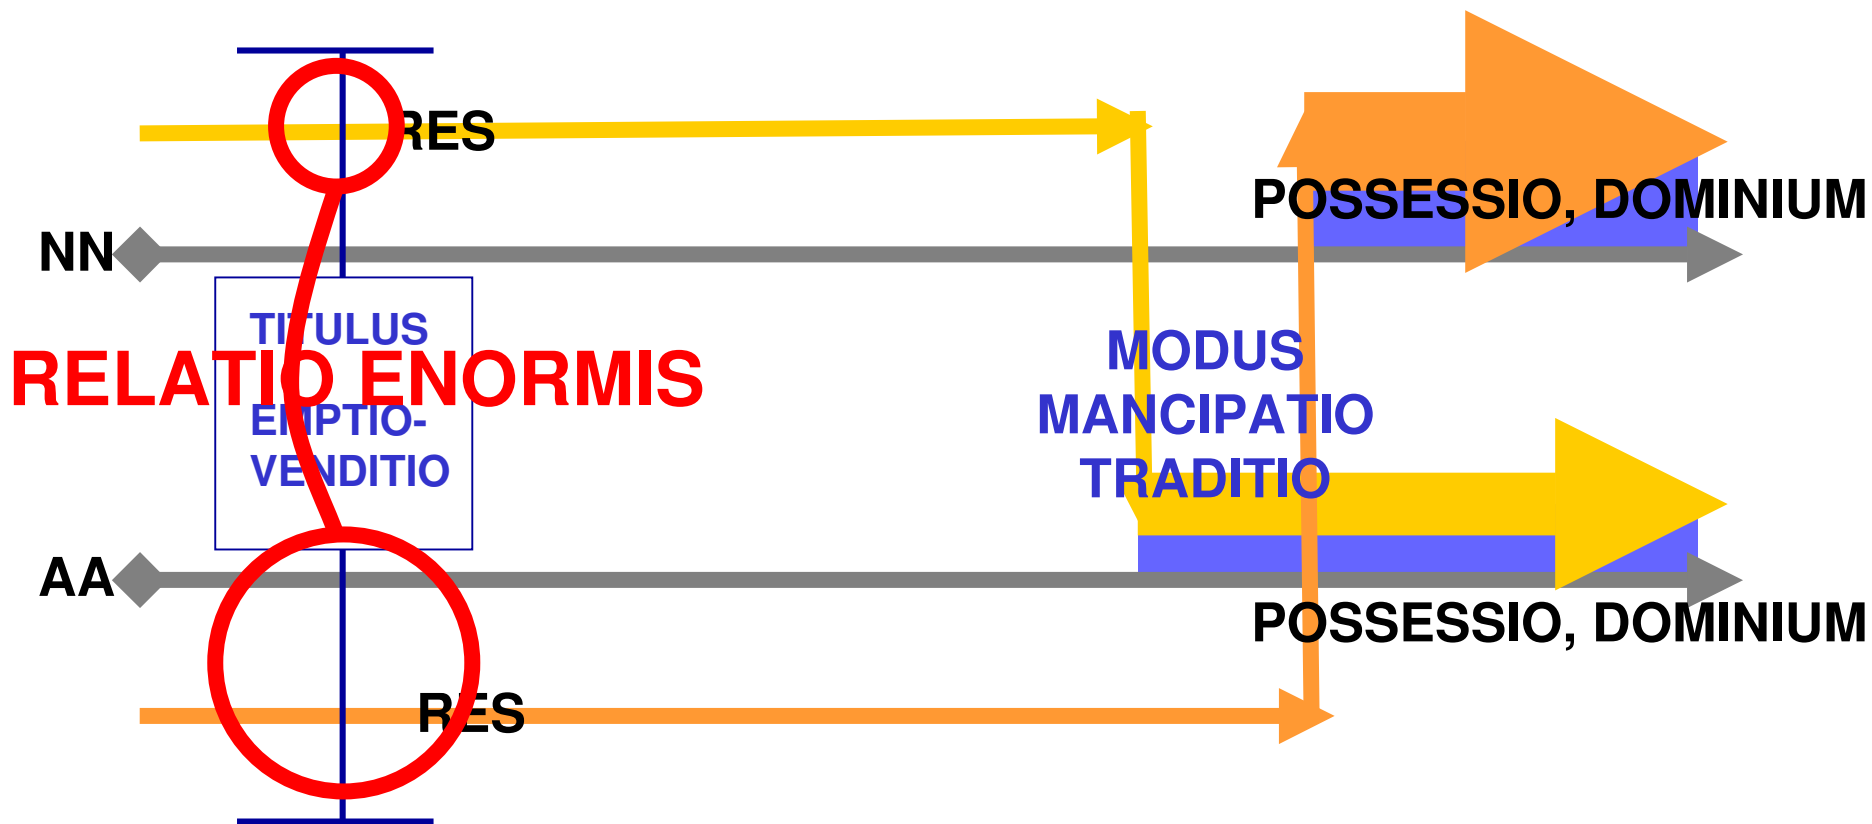 RES
POSSESSIO, DOMINIUM
NN
TITULUS
RELATIO ENORMIS
EMPTIO-
VENDITIO
MODUS
MANCIPATIO
TRADITIO
AA
POSSESSIO, DOMINIUM
RES